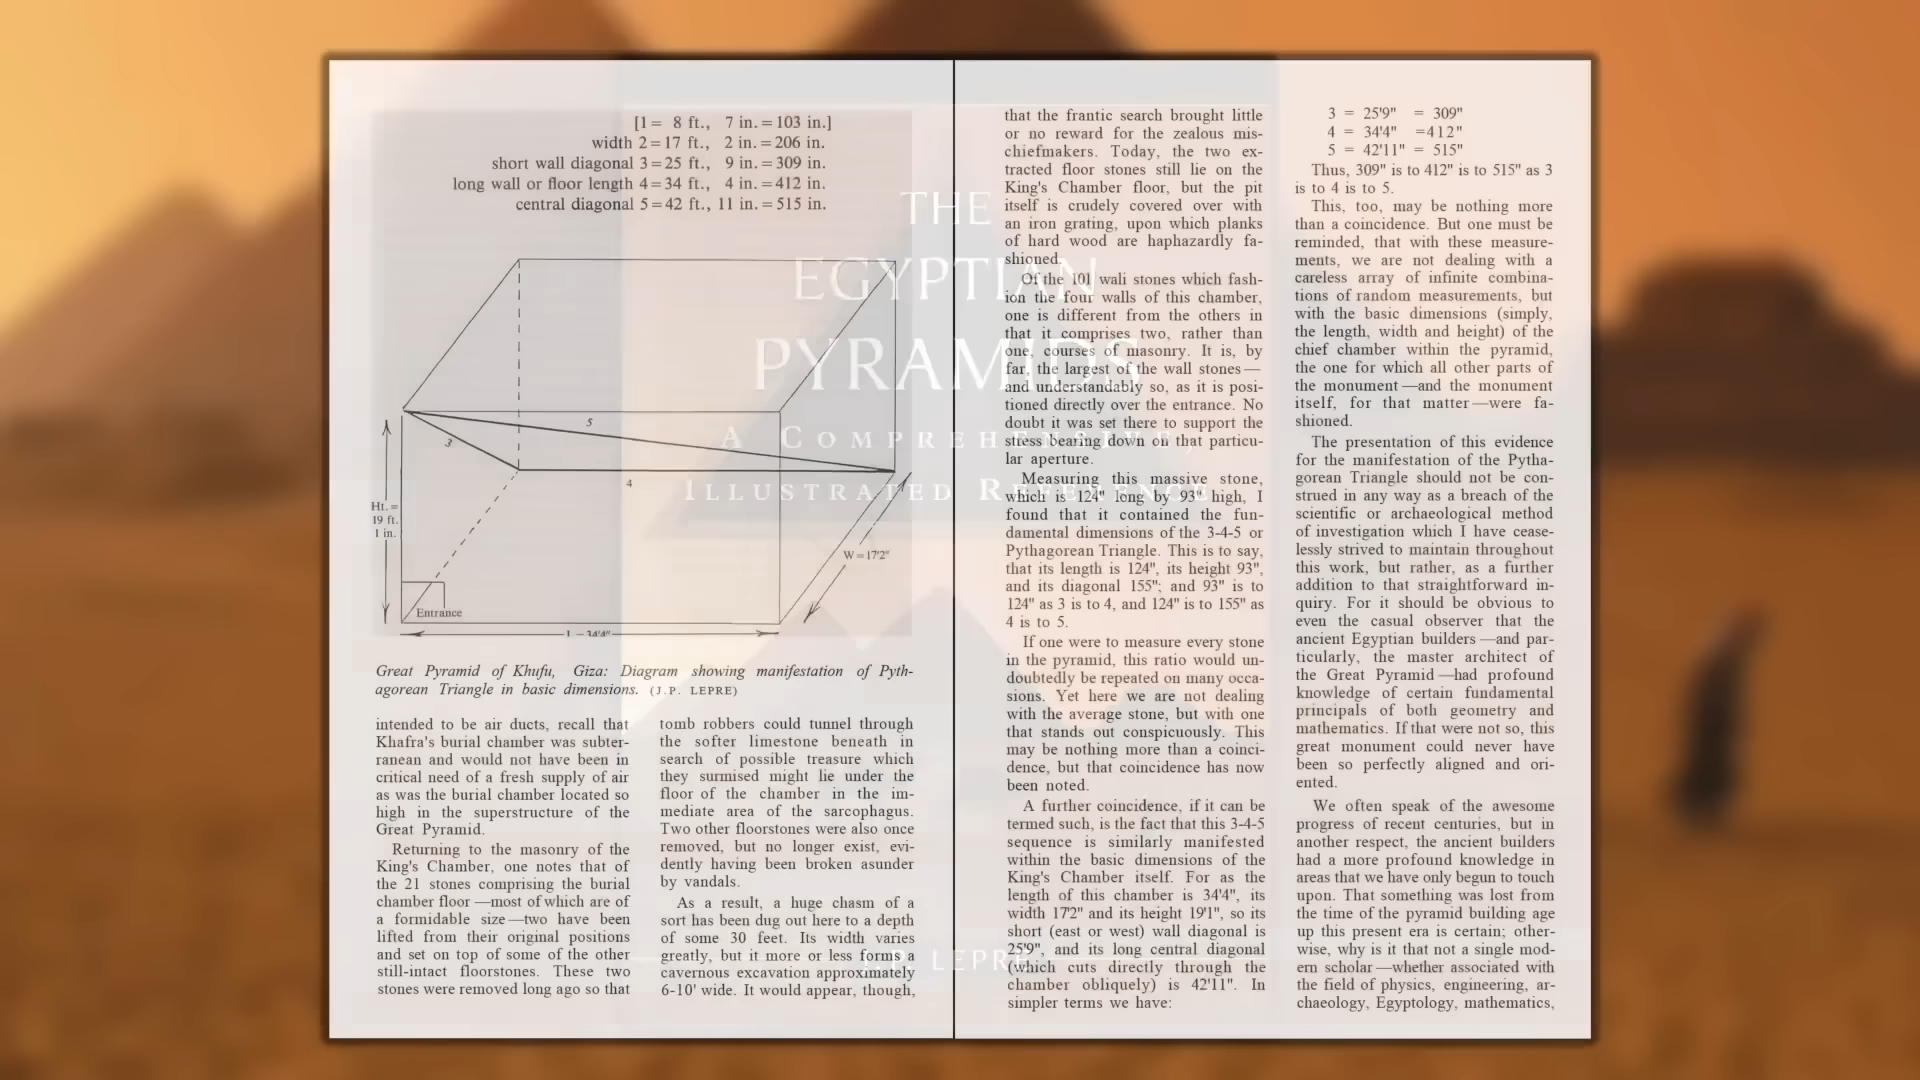 [1= 8 ft., 7 in.=103 in.]
width 2=17 ft., 2 in.=206 in.
short wall diagonal 3=25 ft., 9 in.=309 in.
long wall or floor length 4=34 ft., 4 in.=412 in.
central diagonal 5=42 ft., 11 in.=515 in.
5
3
4
Ht.=
19 ft.
1 in.
W=17'2"
Entrance
L=34'4"
Great Pyramid of Khufu, Giza: Diagram showing manifestation of Pyth-
agorean Triangle in basic dimensions. (J.P. LEPRE)
intended to be air ducts, recall that
Khafra's burial chamber was subter-
ranean and would not have been in
critical need of a fresh supply of air
as was the burial chamber located so
high in the superstructure of the
Great Pyramid.
Returning to the masonry of the
King's Chamber, one notes that of
the 21 stones comprising the burial
chamber floor—most of which are of
a formidable size—two have been
lifted from their original positions
and set on top of some of the other
still-intact floorstones. These two
stones were removed long ago so that
tomb robbers could tunnel through
the softer limestone beneath in
search of possible treasure which
they surmised might lie under the
floor of the chamber in the im-
mediate area of the sarcophagus.
Two other floorstones were also once
removed, but no longer exist, evi-
dently having been broken asunder
by vandals.
As a result, a huge chasm of a
sort has been dug out here to a depth
of some 30 feet. Its width varies
greatly, but it more or less forms a
cavernous excavation approximately
6-10' wide. It would appear, though,
that the frantic search brought little
or no reward for the zealous mis-
chiefmakers. Today, the two ex-
tracted floor stones still lie on the
King's Chamber floor, but the pit
itself is crudely covered over with
an iron grating, upon which planks
of hard wood are haphazardly fa-
shioned.
Of the 101 wali stones which fash-
ion the four walls of this chamber,
one is different from the others in
that it comprises two, rather than
one, courses of masonry. It is, by
far, the largest of the wall stones—
and understandably so, as it is posi-
tioned directly over the entrance. No
doubt it was set there to support the
stress bearing down on that particu-
lar aperture.
Measuring this massive stone,
which is 124" long by 93" high, I
found that it contained the fun-
damental dimensions of the 3-4-5 or
Pythagorean Triangle. This is to say,
that its length is 124", its height 93",
and its diagonal 155"; and 93" is to
124" as 3 is to 4, and 124" is to 155" as
4 is to 5.
If one were to measure every stone
in the pyramid, this ratio would un-
doubtedly be repeated on many occa-
sions. Yet here we are not dealing
with the average stone, but with one
that stands out conspicuously. This
may be nothing more than a coinci-
dence, but that coincidence has now
been noted.
A further coincidence, if it can be
termed such, is the fact that this 3-4-5
sequence is similarly manifested
within the basic dimensions of the
King's Chamber itself. For as the
length of this chamber is 34'4", its
width 17'2" and its height 19'1", so its
short (east or west) wall diagonal is
25'9", and its long central diagonal
(which cuts directly through the
chamber obliquely) is 42'11". In
simpler terms we have:
3 = 25'9" = 309"
4 = 34'4" =412"
5 = 42'11" = 515"
Thus, 309" is to 412" is to 515" as 3
is to 4 is to 5.
This, too, may be nothing more
than a coincidence. But one must be
reminded, that with these measure-
ments, we are not dealing with a
careless array of infinite combina-
tions of random measurements, but
with the basic dimensions (simply,
the length, width and height) of the
chief chamber within the pyramid,
the one for which all other parts of
the monument—and the monument
itself, for that matter—were fa-
shioned.
The presentation of this evidence
for the manifestation of the Pytha-
gorean Triangle should not be con-
strued in any way as a breach of the
scientific or archaeological method
of investigation which I have cease-
lessly strived to maintain throughout
this work, but rather, as a further
addition to that straightforward in-
quiry. For it should be obvious to
even the casual observer that the
ancient Egyptian builders—and par-
ticularly, the master architect of
the Great Pyramid—had profound
knowledge of certain fundamental
principals of both geometry and
mathematics. If that were not so, this
great monument could never have
been so perfectly aligned and ori-
ented.
We often speak of the awesome
progress of recent centuries, but in
another respect, the ancient builders
had a more profound knowledge in
areas that we have only begun to touch
upon. That something was lost from
the time of the pyramid building age
up this present era is certain; other-
wise, why is it that not a single mod-
ern scholar—whether associated with
the field of physics, engineering, ar-
chaeology, Egyptology, mathematics,
THE
EGYPTIAN
PYRAMIDS
A COMPREHENSIVE,
ILLUSTRATED REFERENCE
J.P. LEPRE